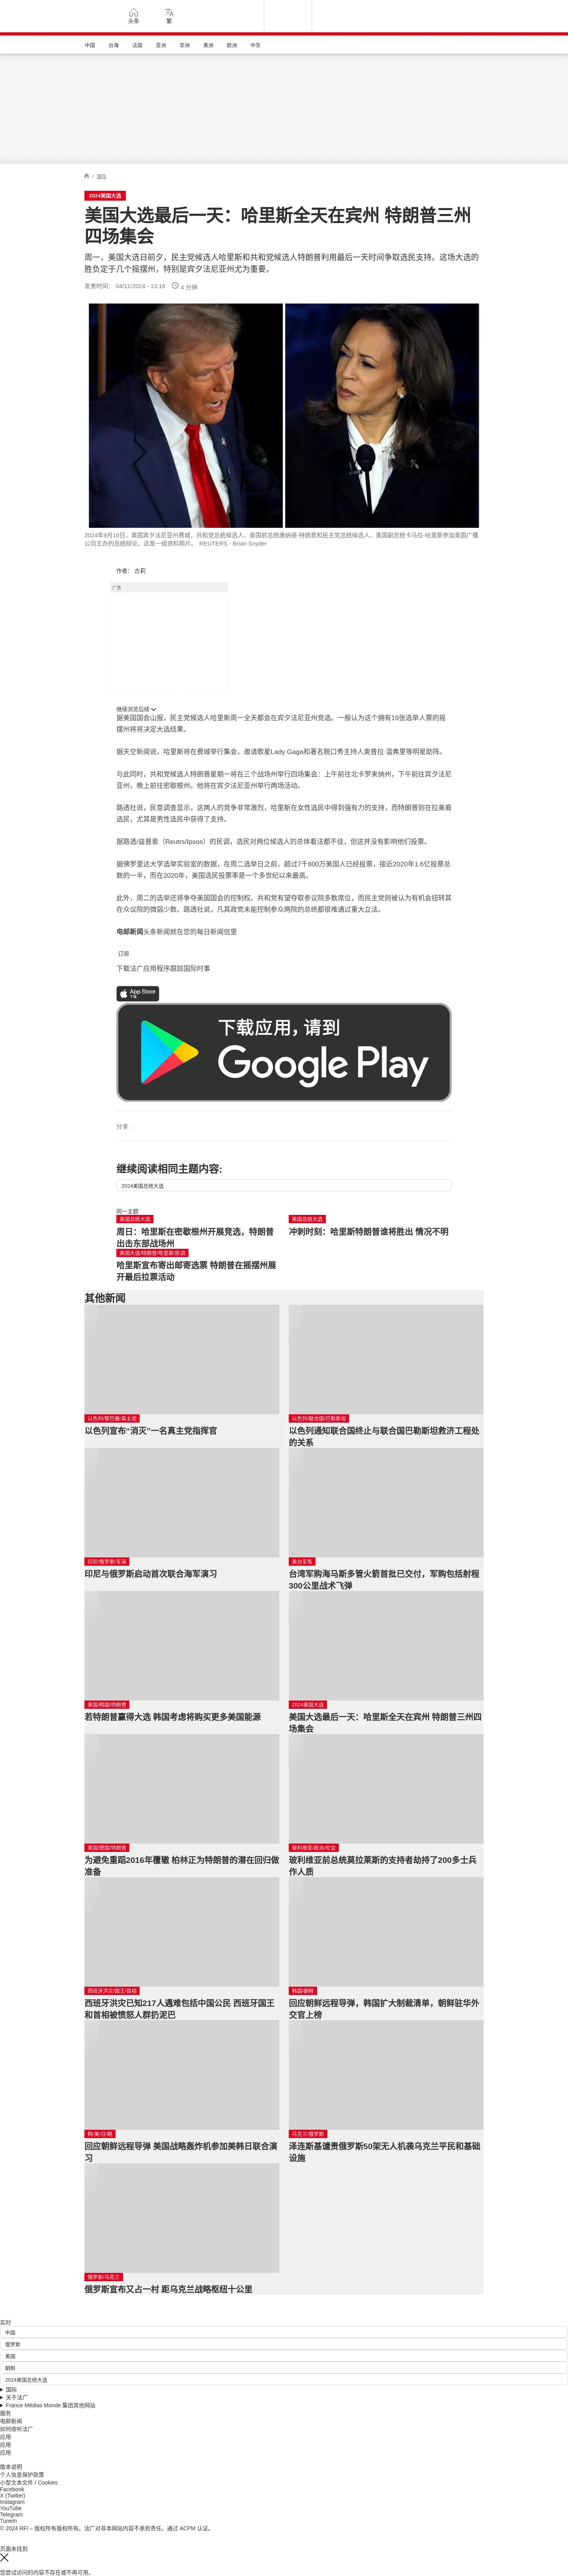 头条
繁
中国 台海 法国 亚洲 非洲 美洲 欧洲 中东
/ 国际
2024美国大选
美国大选最后一天：哈里斯全天在宾州 特朗普三州
四场集会
周一，美国大选日前夕，民主党候选人哈里斯和共和党候选人特朗普利用最后一天时间争取选民支持。这场大选的
胜负定于几个摇摆州，特别是宾夕法尼亚州尤为重要。
发表时间： 04/11/2024 - 13:16 4 分钟
2024年9月10日，美国宾夕法尼亚州费城，共和党总统候选人、美国前总统唐纳德·特朗普和民主党总统候选人、美国副总统卡马拉·哈里斯参加美国广播
公司主办的总统辩论，这是一组资料照片。 REUTERS - Brian Snyder
作者： 古莉
广告
继续浏览后续
据美国国会山报，民主党候选人哈里斯周一全天都会在宾夕法尼亚州竞选。一般认为这个拥有19张选举人票的摇
摆州将将决定大选结果。
据天空新闻说，哈里斯将在费城举行集会，邀请歌星Lady Gaga和著名脱口秀主持人奥普拉·温弗里等明星助阵。
与此同时，共和党候选人特朗普星期一将在三个战场州举行四场集会：上午前往北卡罗来纳州，下午前往宾夕法尼
亚州，晚上前往密歇根州。他将在宾夕法尼亚州举行两场活动。
路透社说，民意调查显示，这两人的竞争非常激烈，哈里斯在女性选民中得到强有力的支持，而特朗普则在拉美裔
选民，尤其是男性选民中获得了支持。
据路透/益普索（Reutrs/Ipsos）的民调，选民对两位候选人的总体看法都不佳，但这并没有影响他们投票。
据佛罗里达大学选举实验室的数据，在周二选举日之前，超过7千800万美国人已经投票，接近2020年1.6亿投票总
数的一半，而在2020年，美国选民投票率是一个多世纪以来最高。
此外，周二的选举还将争夺美国国会的控制权。共和党有望夺取参议院多数席位，而民主党则被认为有机会扭转其
在众议院的微弱少数。路透社说，凡其政党未能控制参众两院的总统都很难通过重大立法。
电邮新闻头条新闻就在您的每日新闻信里
订阅
下载法广应用程序跟踪国际时事
App Store
下载
下载应用，请到
Google Play
分享 :
继续阅读相同主题内容:
2024美国总统大选
同一主题
美国总统大选
周日：哈里斯在密歇根州开展竞选，特朗普
出击东部战场州
美国总统大选
冲刺时刻：哈里斯特朗普谁将胜出 情况不明
美国大选/特朗普/哈里斯/民调
哈里斯宣布寄出邮寄选票 特朗普在摇摆州展
开最后拉票活动
其他新闻
以色列/黎巴嫩/真主党
以色列宣布“消灭”一名真主党指挥官
以色列/联合国/巴勒斯坦
以色列通知联合国终止与联合国巴勒斯坦救济工程处
的关系
印尼/俄罗斯/军演
印尼与俄罗斯启动首次联合海军演习
美台军售
台湾军购海马斯多管火箭首批已交付，军购包括射程
300公里战术飞弹
美国/韩国/特朗普
若特朗普赢得大选 韩国考虑将购买更多美国能源
2024美国大选
美国大选最后一天：哈里斯全天在宾州 特朗普三州四
场集会
美国/德国/特朗普
为避免重蹈2016年覆辙 柏林正为特朗普的潜在回归做
准备
玻利维亚/政治/社会
玻利维亚前总统莫拉莱斯的支持者劫持了200多士兵
作人质
西班牙洪灾/国王/首相
西班牙洪灾已知217人遇难包括中国公民 西班牙国王
和首相被愤怒人群扔泥巴
韩国/朝鲜
回应朝鲜远程导弹，韩国扩大制裁清单，朝鲜驻华外
交官上榜
韩/美/日/朝
回应朝鲜远程导弹 美国战略轰炸机参加美韩日联合演
习
乌克兰/俄罗斯
泽连斯基谴责俄罗斯50架无人机袭乌克兰平民和基础
设施
俄罗斯/乌克兰
俄罗斯宣布又占一村 距乌克兰战略枢纽十公里
实时
中国
俄罗斯
美国
朝鲜
2024美国总统大选
国际
关于法广
France Médias Monde 集团其他网站
服务
电邮新闻
如何收听法广
应用
应用
应用
版本说明
个人信息保护政策
小型文本文件 / Cookies
Facebook
X (Twitter)
Instagram
YouTube
Telegram
TuneIn
© 2024 RFI – 版权所有版权所有。法广对非本网站内容不承担责任。通过 ACPM 认证。
页面未找到
您尝试访问的内容不存在或不再可用。